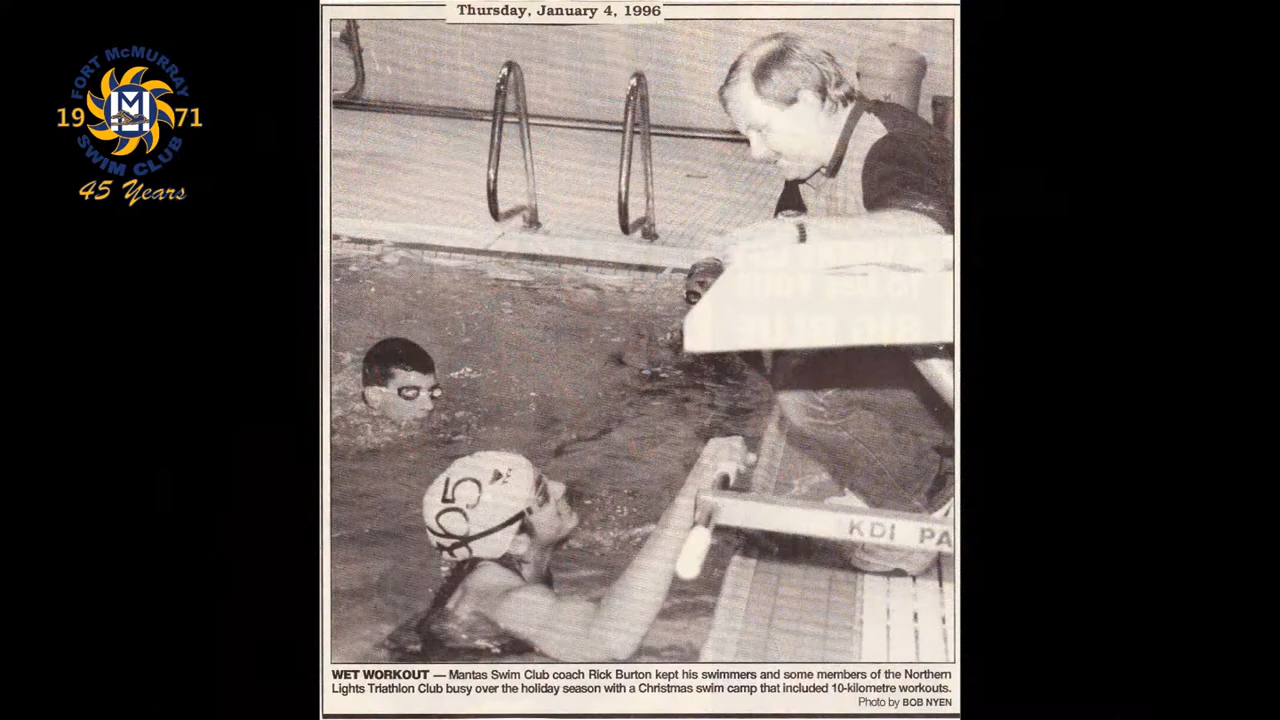 Thursday, January 4, 1996
FORT McMURRAY
1971
SWIM CLUB
45 Years
65
KDI PA
WET WORKOUT — Mantas Swim Club coach Rick Burton kept his swimmers and some members of the Northern
Lights Triathlon Club busy over the holiday season with a Christmas swim camp that included 10-kilometre workouts.
Photo by BOB NYEN